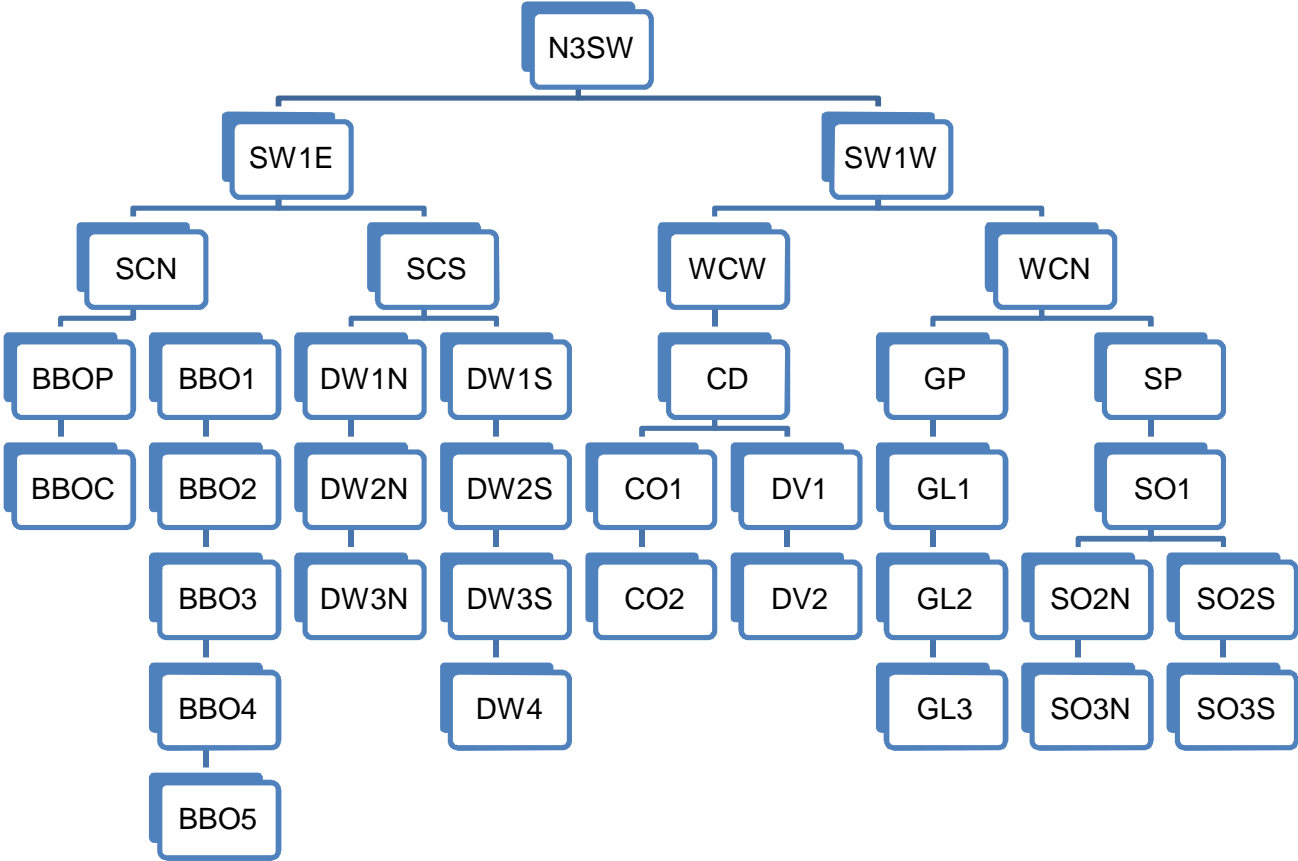 N3SW
SW1E
SW1W
SCN
SCS
WCW
WCN
BBOP
BBO1
DW1N
DW1S
CD
GP
SP
BBOC
BBO2
DW2N
DW2S
CO1
DV1
GL1
SO1
BBO3
DW3N
DW3S
CO2
DV2
GL2
SO2N
SO2S
BBO4
DW4
GL3
SO3N
SO3S
BBO5